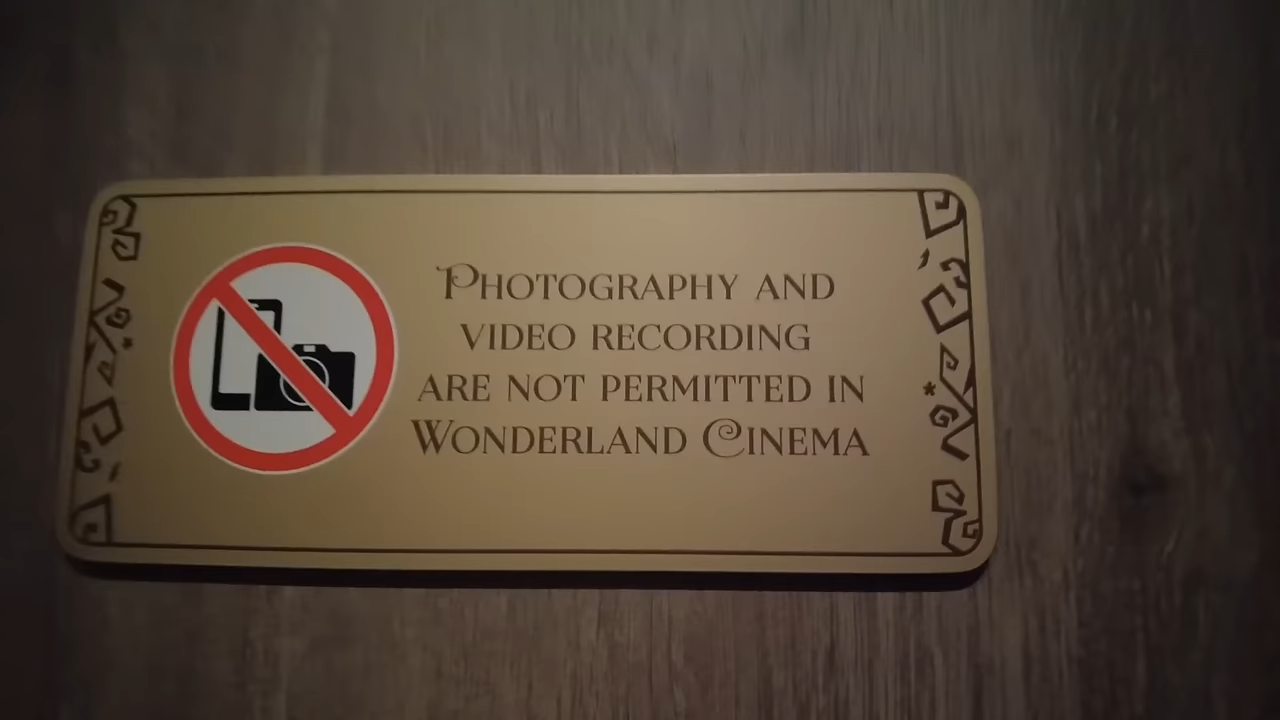 Photography and
video recording
are not permitted in
Wonderland Cinema